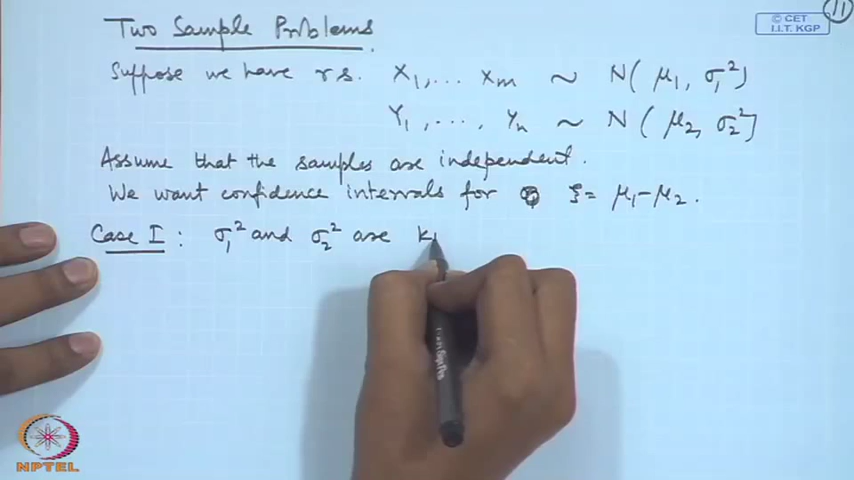 11
© CET
I.I.T. KGP
Two Sample Problems.
Suppose we have r.s. X₁, ... Xₘ ~ N(μ₁, σ₁²)
Y₁, ..., Yₙ ~ N(μ₂, σ₂²)
Assume that the samples are independent.
We want confidence intervals for ξ = μ₁ - μ₂.
Case I : σ₁² and σ₂² are
NPTEL